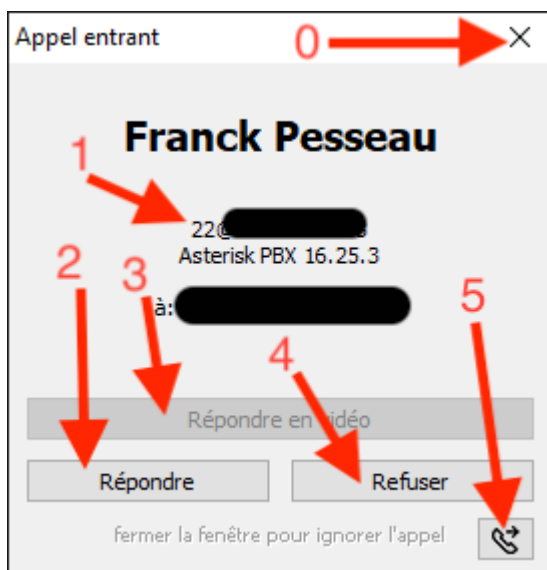 Appel entrant
0
Franck Pesseau
1
22@
Asterisk PBX 16.25.3
2
3
à:
5
4
Répondre en vidéo
Répondre
Refuser
fermer la fenêtre pour ignorer l'appel